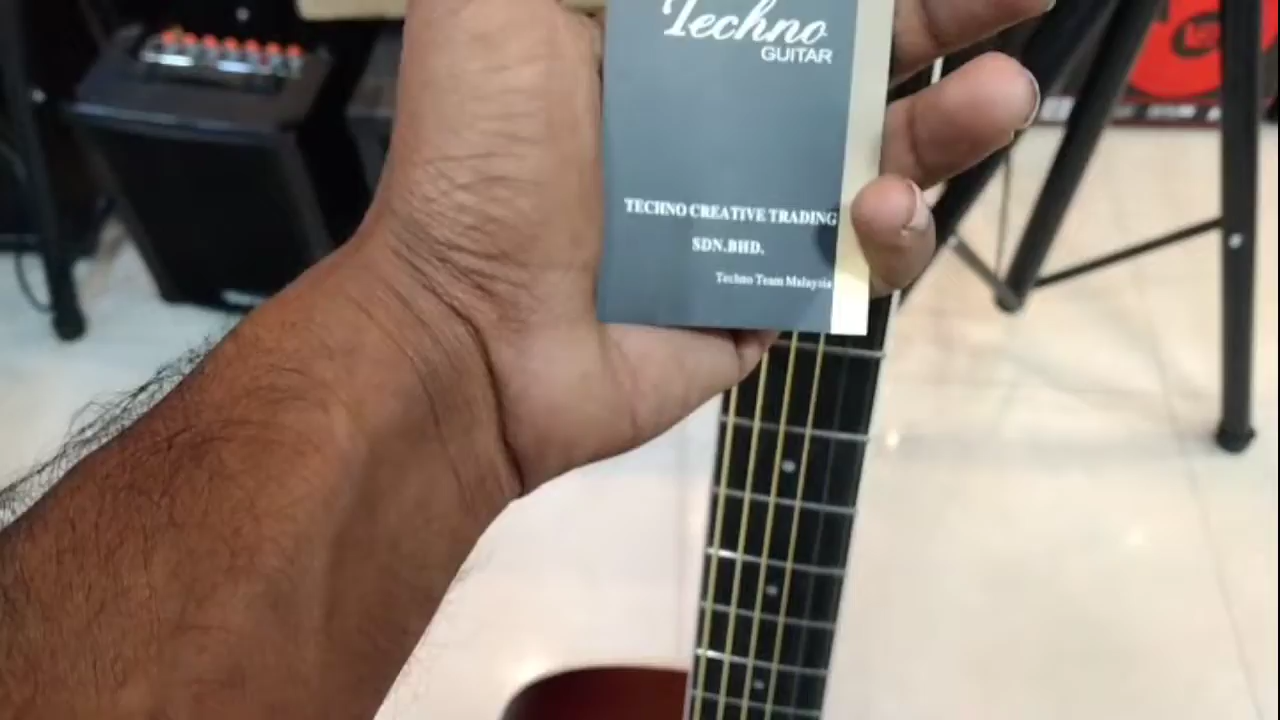 Techno
GUITAR
TECHNO CREATIVE TRADING
SDN.BHD.
Techno Team Malaysia